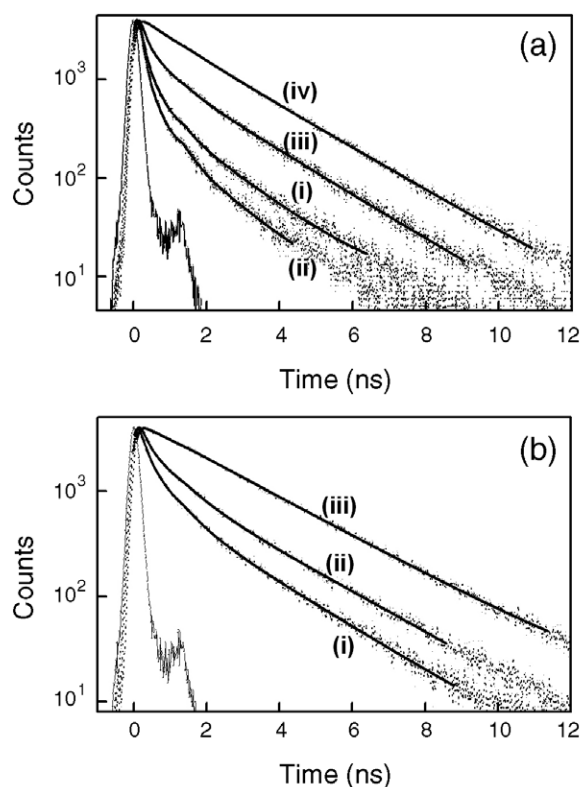 (a)
10³
(iv)
(iii)
Counts
10²
(i)
(ii)
10¹
0 2 4 6 8 10 12
Time (ns)
(b)
10³
(iii)
Counts
(ii)
10²
(i)
10¹
0 2 4 6 8 10 12
Time (ns)